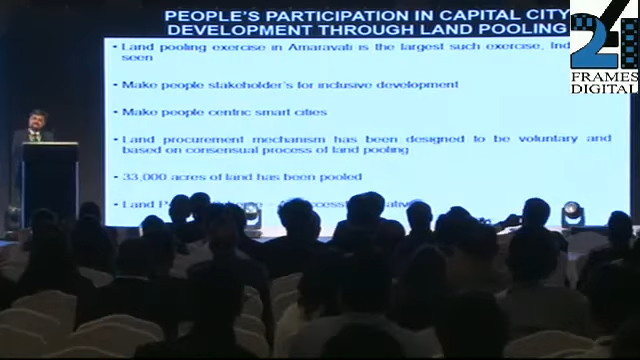 PEOPLE'S PARTICIPATION IN CAPITAL CITY
DEVELOPMENT THROUGH LAND POOLING
Land pooling exercise in Amaravati is the largest such exercise, Ind
seen
Make people stakeholder's for inclusive development
Make people centric smart cities
Land procurement mechanism has been designed to be voluntary and
based on consensual process of land pooling
33,000 acres of land has been pooled
Land
24
FRAMES
DIGITAL